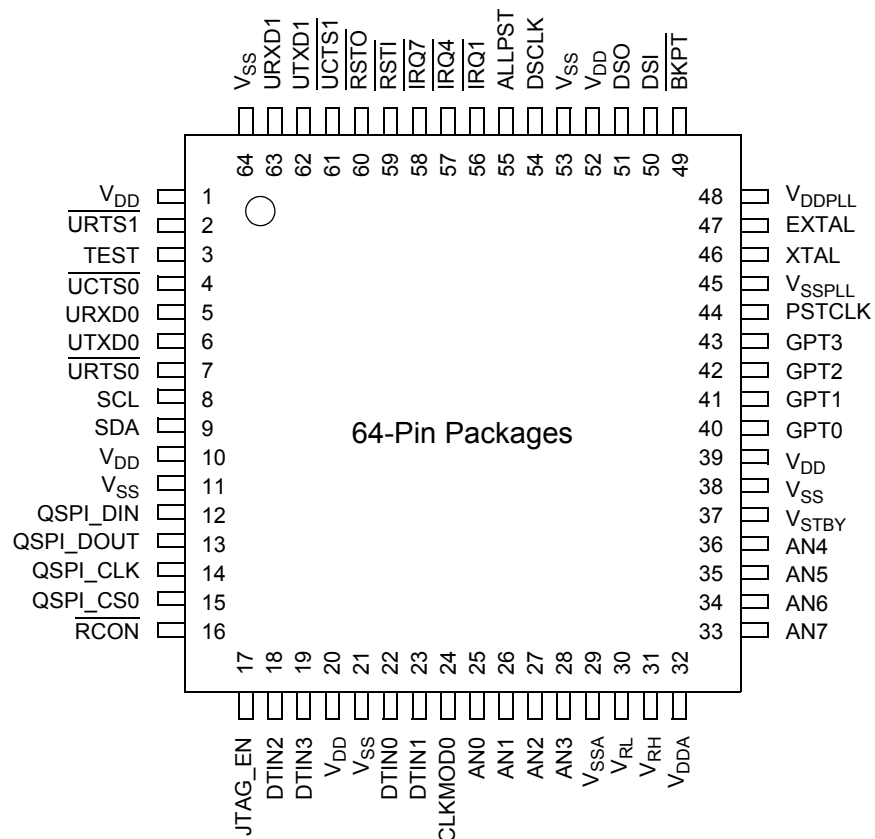 VSS
URXD1
UTXD1
UCTS1
RSTO
RSTI
IRQ7
IRQ4
IRQ1
ALLPST
DSCLK
VSS
VDD
DSO
DSI
BKPT
64
63
62
61
60
59
58
57
56
55
54
53
52
51
50
49
VDD 1
URTS1 2
TEST 3
UCTS0 4
URXD0 5
UTXD0 6
URTS0 7
SCL 8
SDA 9
VDD 10
VSS 11
QSPI_DIN 12
QSPI_DOUT 13
QSPI_CLK 14
QSPI_CS0 15
RCON 16
64-Pin Packages
48 VDDPLL
47 EXTAL
46 XTAL
45 VSSPLL
44 PSTCLK
43 GPT3
42 GPT2
41 GPT1
40 GPT0
39 VDD
38 VSS
37 VSTBY
36 AN4
35 AN5
34 AN6
33 AN7
17
18
19
20
21
22
23
24
25
26
27
28
29
30
31
32
JTAG_EN
DTIN2
DTIN3
VDD
VSS
DTIN0
DTIN1
CLKMOD0
AN0
AN1
AN2
AN3
VSSA
VRL
VRH
VDDA